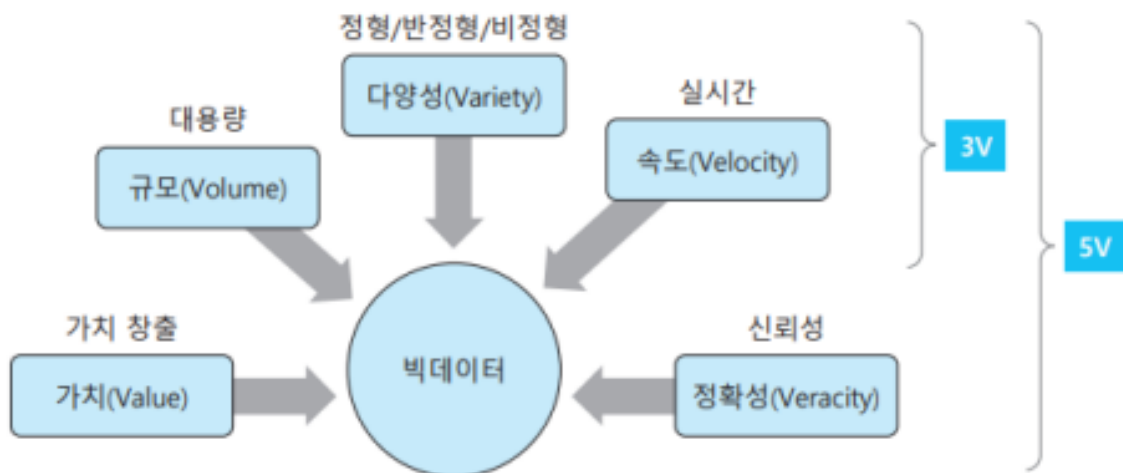 정형/반정형/비정형
다양성(Variety)
실시간
속도(Velocity)
대용량
규모(Volume)
3V
5V
가치 창출
가치(Value)
빅데이터
신뢰성
정확성(Veracity)